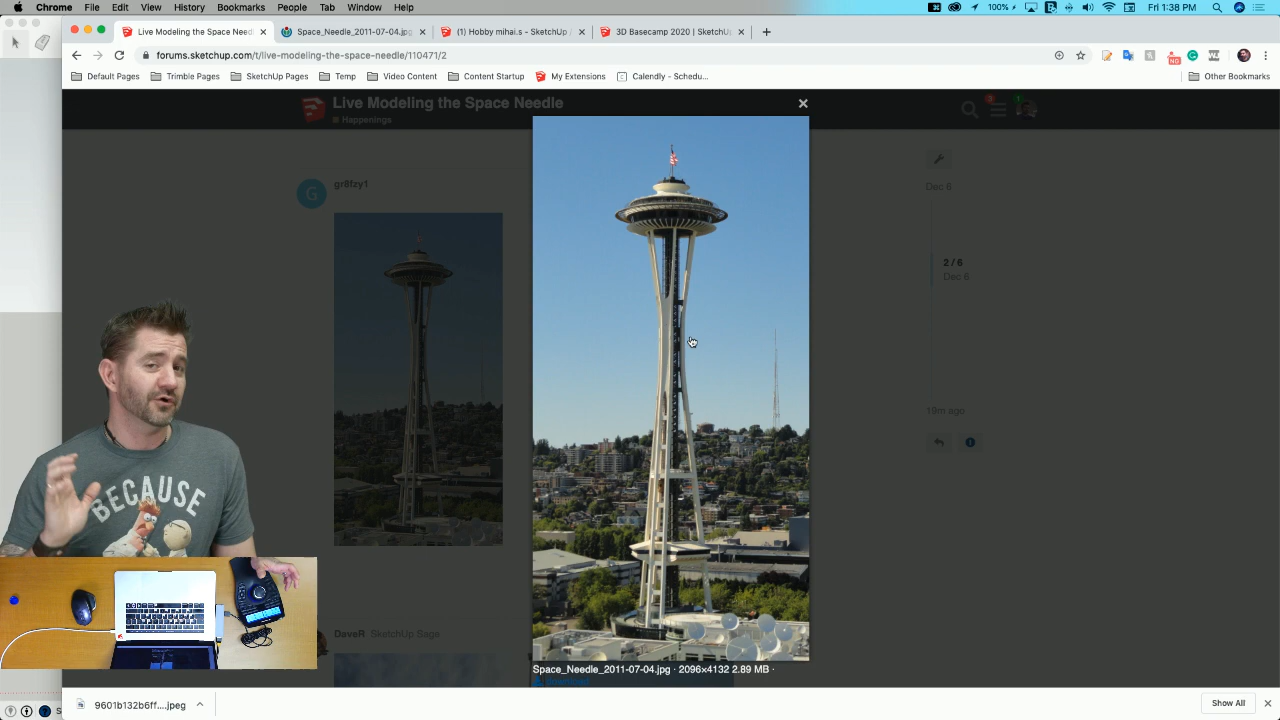 Chrome File Edit View History Bookmarks People Tab Window Help 100% Fri 1:38 PM
Live Modeling the Space Need
Space_Needle_2011-07-04.jpg
(1) Hobby mihai.s - SketchUp
3D Basecamp 2020 | SketchU
forums.sketchup.com/t/live-modeling-the-space-needle/110471/2
Default Pages Trimble Pages SketchUp Pages Temp Video Content Content Startup My Extensions Calendly - Schedu... Other Bookmarks
Live Modeling the Space Needle
Happenings
gr8fzy1
G
Dec 6
2 / 6
Dec 6
19m ago
BECAUSE
DaveR SketchUp Sage
Space_Needle_2011-07-04.jpg · 2096×4132 2.89 MB ·
download
9601b132b6ff....jpeg
Show All